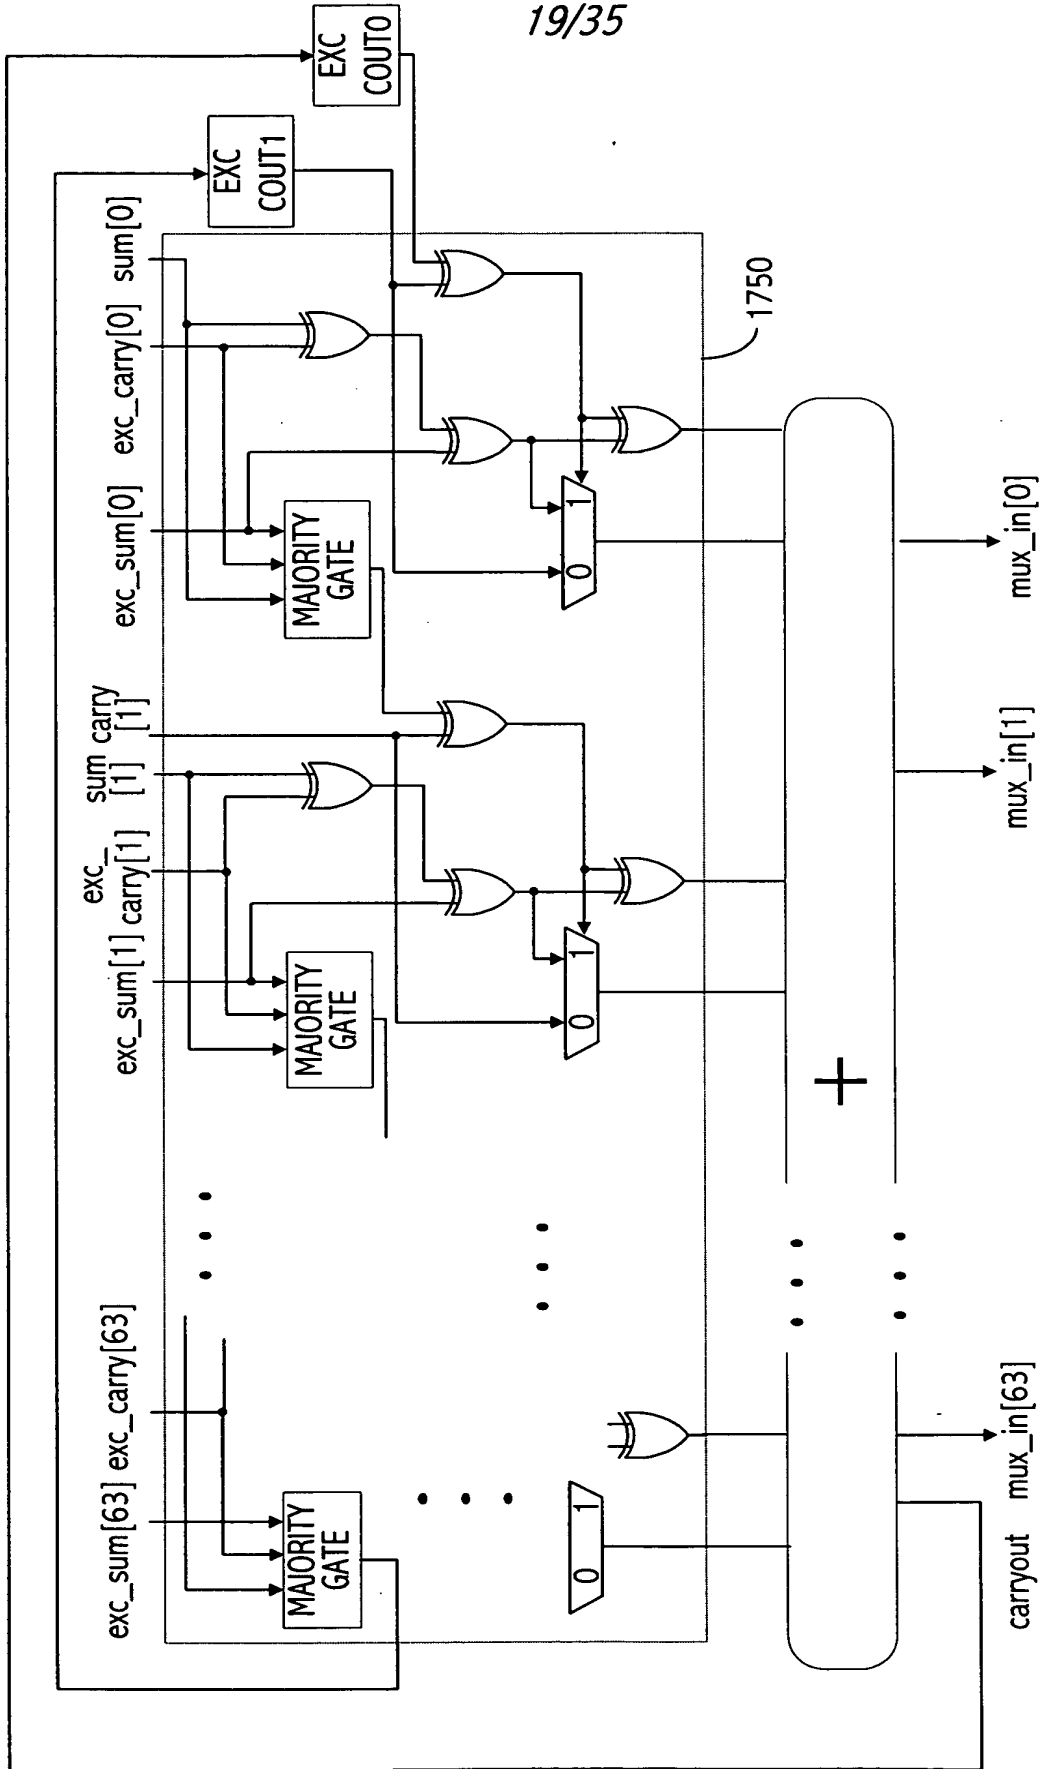 19/35
EXC
COUT0
EXC
COUT1
sum[0]
exc_carry[0]
exc_sum[0]
MAJORITY
GATE
1
0
1750
carry
[1]
sum
[1]
exc_
carry[1]
exc_sum[1]
MAJORITY
GATE
1
0
+
exc_carry[63]
exc_sum[63]
MAJORITY
GATE
1
0
mux_in[0]
mux_in[1]
mux_in[63]
carryout